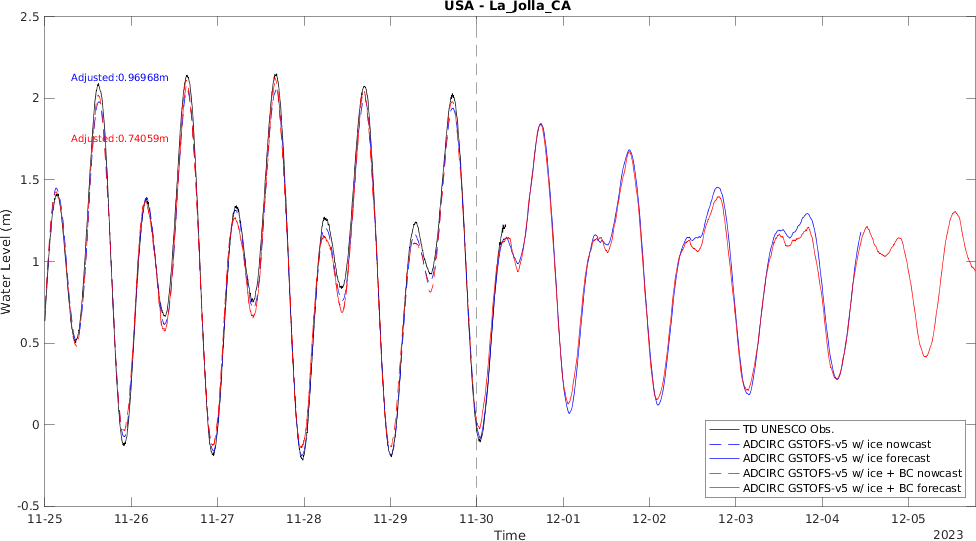 USA - La_Jolla_CA
2.5
2
1.5
1
0.5
0
-0.5
Water Level (m)
Adjusted:0.96968m
Adjusted:0.74059m
TD UNESCO Obs.
ADCIRC GSTOFS-v5 w/ ice nowcast
ADCIRC GSTOFS-v5 w/ ice forecast
ADCIRC GSTOFS-v5 w/ ice + BC nowcast
ADCIRC GSTOFS-v5 w/ ice + BC forecast
11-25 11-26 11-27 11-28 11-29 11-30 12-01 12-02 12-03 12-04 12-05
Time
2023